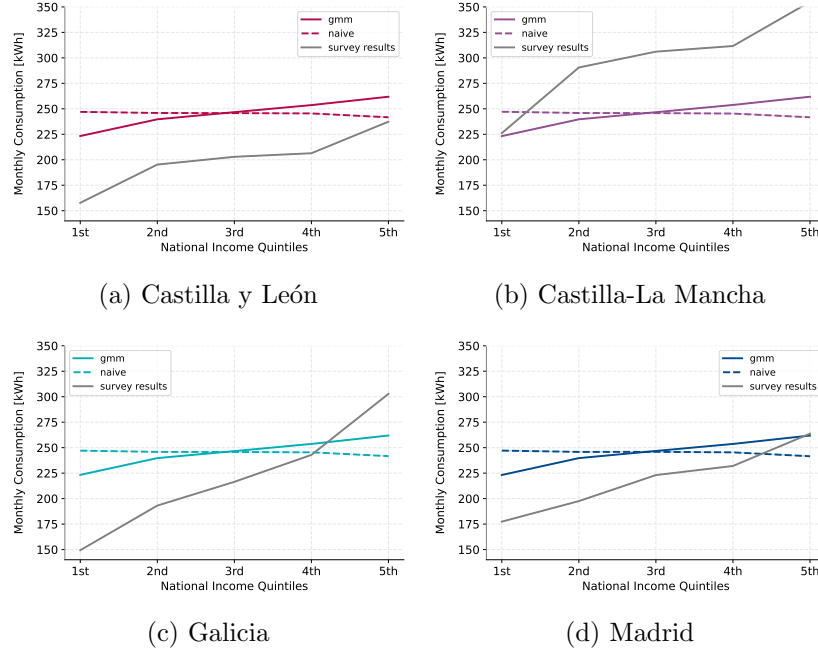 350
325
300
275
250
225
200
175
150
Monthly Consumption [kWh]
gmm
naive
survey results
1st 2nd 3rd 4th 5th
National Income Quintiles
(a) Castilla y León
350
325
300
275
250
225
200
175
150
Monthly Consumption [kWh]
gmm
naive
survey results
1st 2nd 3rd 4th 5th
National Income Quintiles
(b) Castilla-La Mancha
350
325
300
275
250
225
200
175
150
Monthly Consumption [kWh]
gmm
naive
survey results
1st 2nd 3rd 4th 5th
National Income Quintiles
(c) Galicia
350
325
300
275
250
225
200
175
150
Monthly Consumption [kWh]
gmm
naive
survey results
1st 2nd 3rd 4th 5th
National Income Quintiles
(d) Madrid